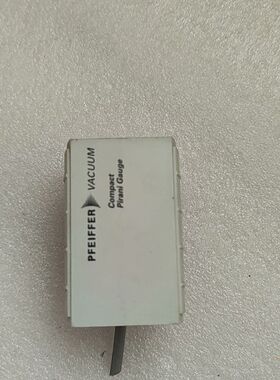 PFEIFFER VACUUM
Compact
Pirani Gauge